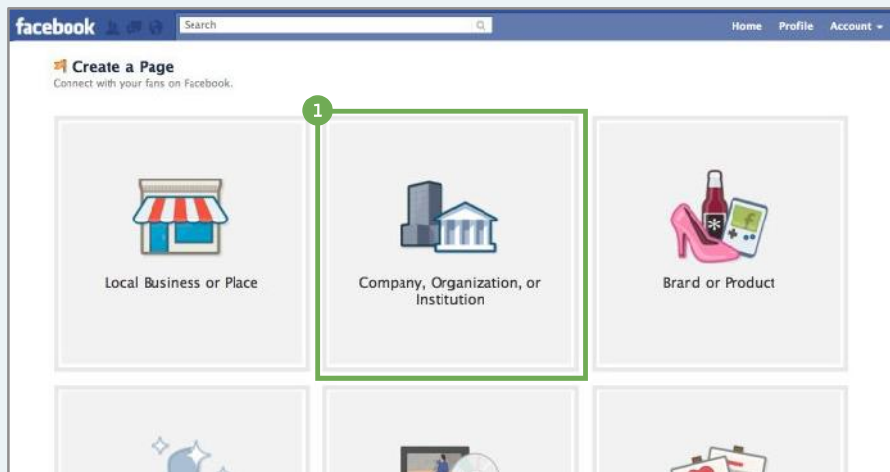 facebook
Search
Home Profile Account
Create a Page
Connect with your fans on Facebook.
1
Local Business or Place
Company, Organization, or
Institution
Brand or Product